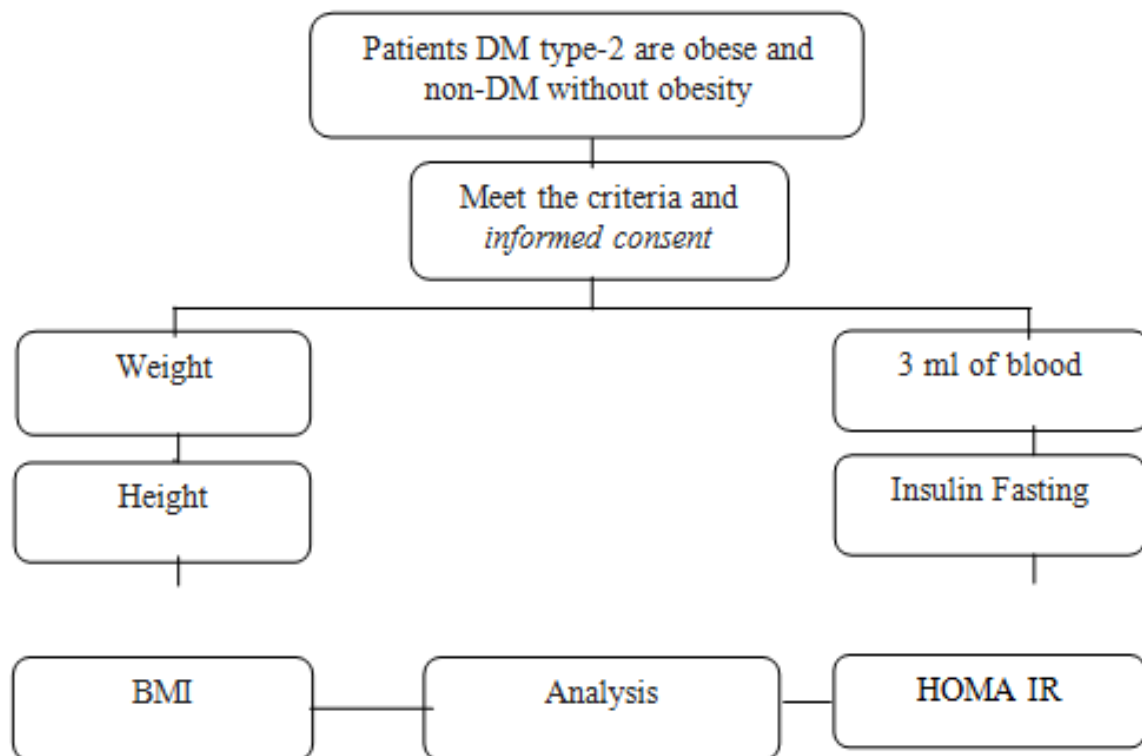 Patients DM type-2 are obese and
non-DM without obesity
Meet the criteria and
informed consent
Weight
3 ml of blood
Height
Insulin Fasting
BMI
Analysis
HOMA IR